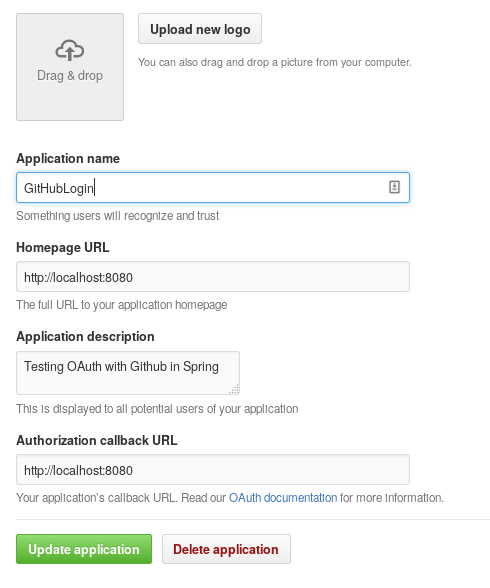 Upload new logo
Drag & drop
You can also drag and drop a picture from your computer.
Application name
GitHubLogin
Something users will recognize and trust
Homepage URL
http://localhost:8080
The full URL to your application homepage
Application description
Testing OAuth with Github in Spring
This is displayed to all potential users of your application
Authorization callback URL
http://localhost:8080
Your application's callback URL. Read our OAuth documentation for more information.
Update application
Delete application